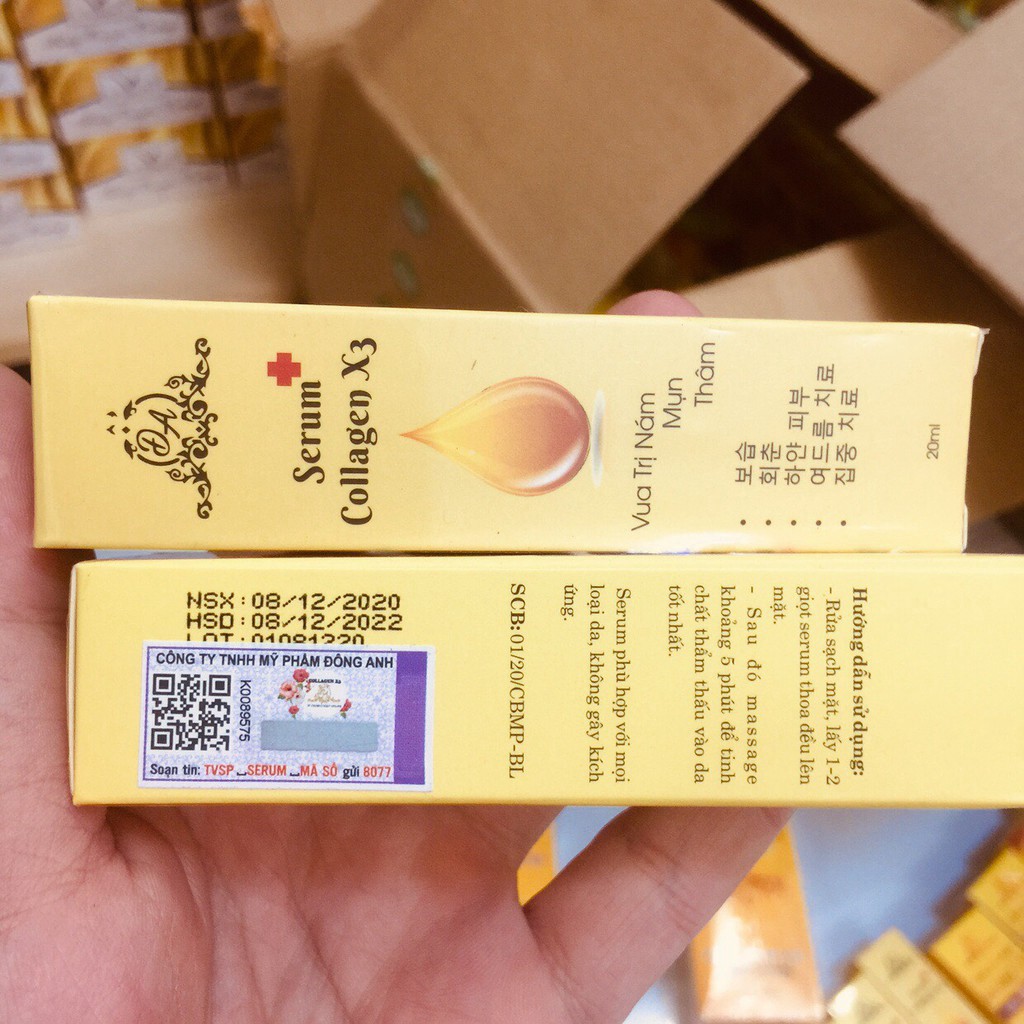 ĐA
Serum
Collagen X3
Vua Trị Nám
Mụn
Thâm
• 보습
• 회춘
• 하얀 피부
• 여드름 치료
• 집중 치료
20ml
NSX:08/12/2020
HSD:08/12/2022
LOT:01081220
CÔNG TY TNHH MỸ PHẨM ĐÔNG ANH
K0089575
COLLAGEN X3
Soạn tin: TVSP_SERUM_MÃ SỐ gửi 8077
Hướng dẫn sử dụng:
- Rửa sạch mặt, lấy 1-2
giọt serum thoa đều lên
mặt.
- Sau đó massage
khoảng 5 phút để tinh
chất thẩm thấu vào da
tốt nhất.
Serum phù hợp với mọi
loại da, không gây kích
ứng.
SCB:01/20/CBMP-BL